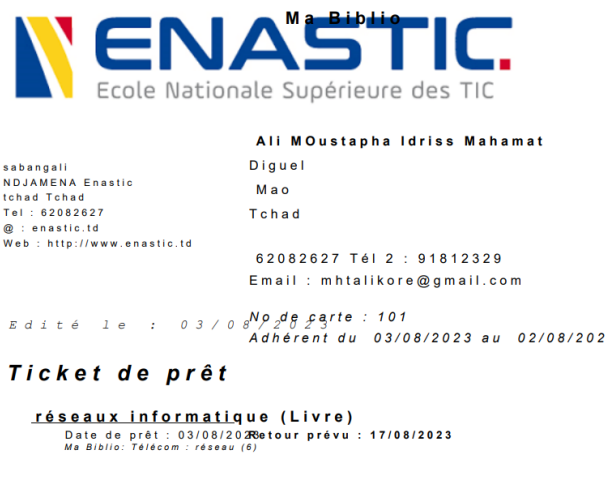 Ma Biblio
ENASTIC.
Ecole Nationale Supérieure des TIC
Ali MOustapha Idriss Mahamat
Diguel
Mao
Tchad
62082627 Tél 2 : 91812329
Email : mhtalikore@gmail.com
sabangali
NDJAMENA Enastic
tchad Tchad
Tel : 62082627
@ : enastic.td
Web : http://www.enastic.td
Edité le : 03/08/2023
No de carte : 101
Adhérent du 03/08/2023 au 02/08/202
Ticket de prêt
réseaux informatique (Livre)
Date de prêt : 03/08/2023 Retour prévu : 17/08/2023
Ma Biblio: Télécom : réseau (6)